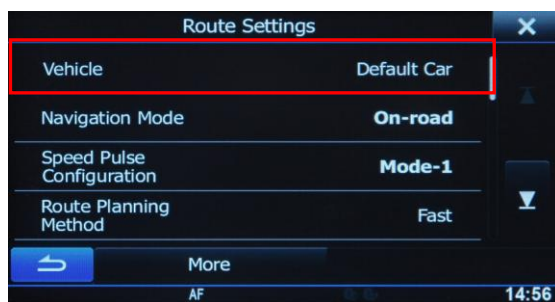 Route Settings
Vehicle Default Car
Navigation Mode On-road
Speed Pulse
Configuration Mode-1
Route Planning
Method Fast
More
AF 14:56